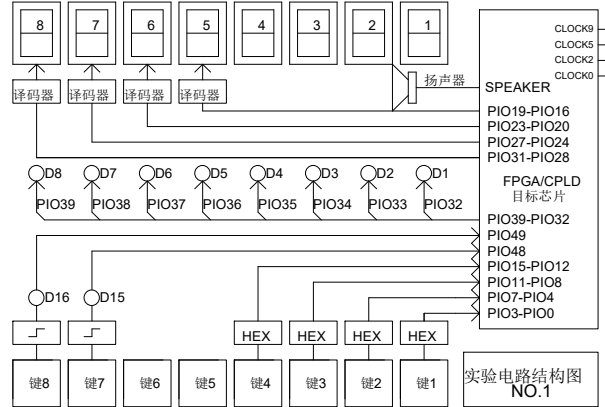 8 7 6 5 4 3 2 1
CLOCK9
CLOCK5
CLOCK2
CLOCK0
扬声器
SPEAKER
译码器 译码器 译码器 译码器
PIO19-PIO16
PIO23-PIO20
PIO27-PIO24
PIO31-PIO28
D8 D7 D6 D5 D4 D3 D2 D1
FPGA/CPLD
目标芯片
PIO39 PIO38 PIO37 PIO36 PIO35 PIO34 PIO33 PIO32
PIO39-PIO32
PIO49
PIO48
PIO15-PIO12
PIO11-PIO8
PIO7-PIO4
PIO3-PIO0
D16 D15
HEX HEX HEX HEX
键8 键7 键6 键5 键4 键3 键2 键1
实验电路结构图
NO.1